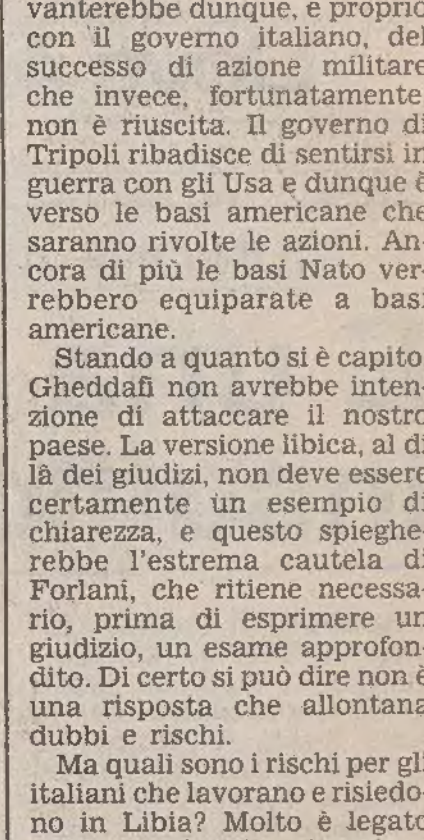 vanterebbe dunque, e proprio
con il governo italiano, del
successo di azione militare
che invece, fortunatamente
non è riuscita. Il governo di
Tripoli ribadisce di sentirsi in
guerra con gli Usa e dunque è
verso le basi americane che
saranno rivolte le azioni. An-
cora di più le basi Nato ver-
rebbero equiparate a basi
americane.
Stando a quanto si è capito
Gheddafi non avrebbe inten-
zione di attaccare il nostro
paese. La versione libica, al di
là dei giudizi, non deve essere
certamente un esempio di
chiarezza, e questo spieghe-
rebbe l'estrema cautela di
Forlani, che ritiene necessa-
rio, prima di esprimere un
giudizio, un esame approfon-
dito. Di certo si può dire non è
una risposta che allontana
dubbi e rischi.
Ma quali sono i rischi per gli
italiani che lavorano e risiedo-
no in Libia? Molto è legato